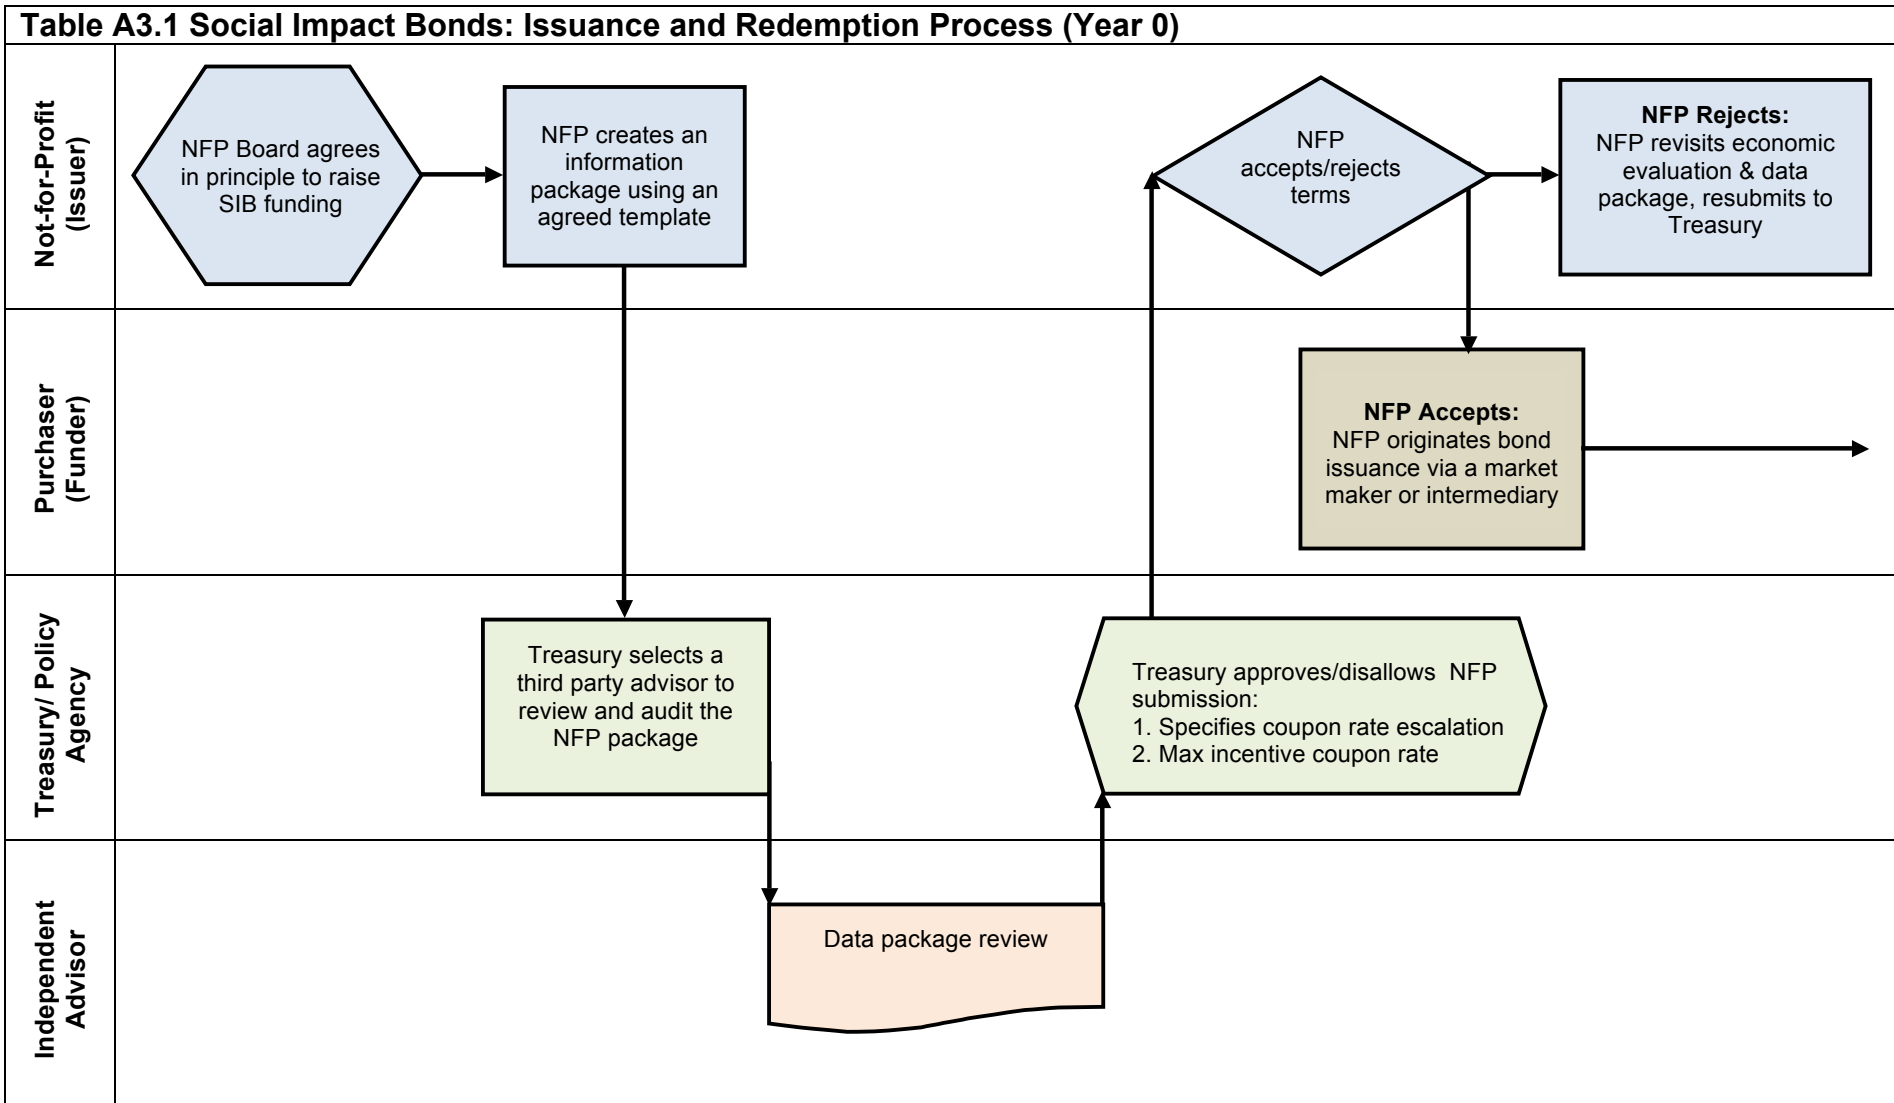 Table A3.1 Social Impact Bonds: Issuance and Redemption Process (Year 0)
Not-for-Profit
(Issuer)
NFP Board agrees
in principle to raise
SIB funding
NFP creates an
information
package using an
agreed template
NFP
accepts/rejects
terms
NFP Rejects:
NFP revisits economic
evaluation & data
package, resubmits to
Treasury
Purchaser
(Funder)
NFP Accepts:
NFP originates bond
issuance via a market
maker or intermediary
Treasury/ Policy
Agency
Treasury selects a
third party advisor to
review and audit the
NFP package
Treasury approves/disallows NFP
submission:
1. Specifies coupon rate escalation
2. Max incentive coupon rate
Independent
Advisor
Data package review